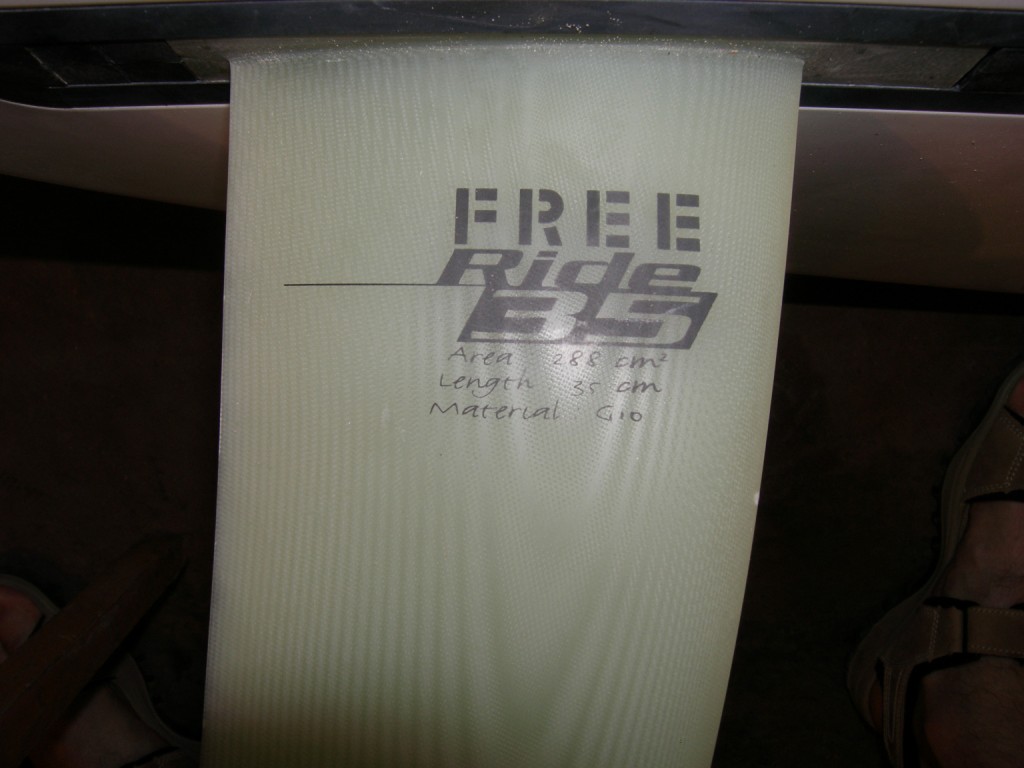 FREE
Ride
35
Area 288 cm²
Length 35 cm
Material G10